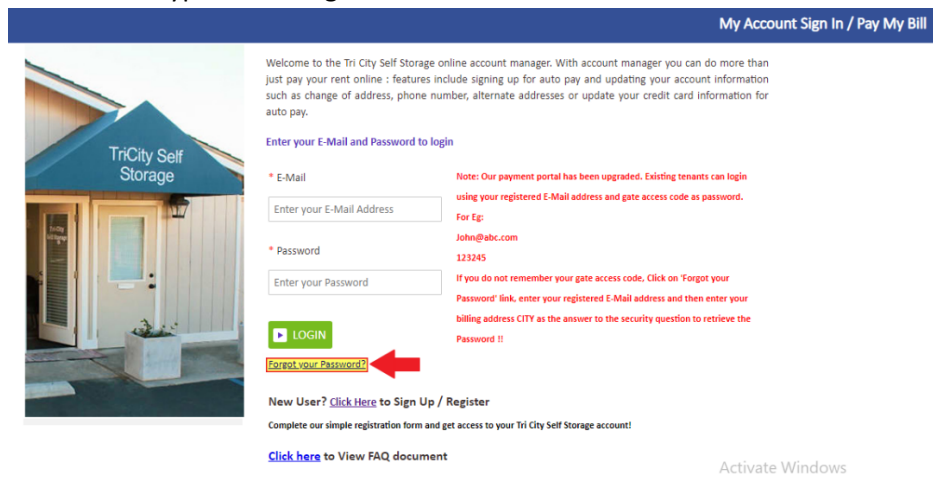 My Account Sign In / Pay My Bill
Welcome to the Tri City Self Storage online account manager. With account manager you can do more than
just pay your rent online : features include signing up for auto pay and updating your account information
such as change of address, phone number, alternate addresses or update your credit card information for
auto pay.
TriCity Self
Storage
Enter your E-Mail and Password to login
* E-Mail
Enter your E-Mail Address
* Password
Enter your Password
LOGIN
Forgot your Password?
Note: Our payment portal has been upgraded. Existing tenants can login
using your registered E-Mail address and gate access code as password.
For Eg:
John@abc.com
123245
If you do not remember your gate access code. Click on 'Forgot your
Password' link, enter your registered E-Mail address and then enter your
billing address CITY as the answer to the security question to retrieve the
Password !!
New User? Click Here to Sign Up / Register
Complete our simple registration form and get access to your Tri City Self Storage account!
Click here to View FAQ document
Activate Windows